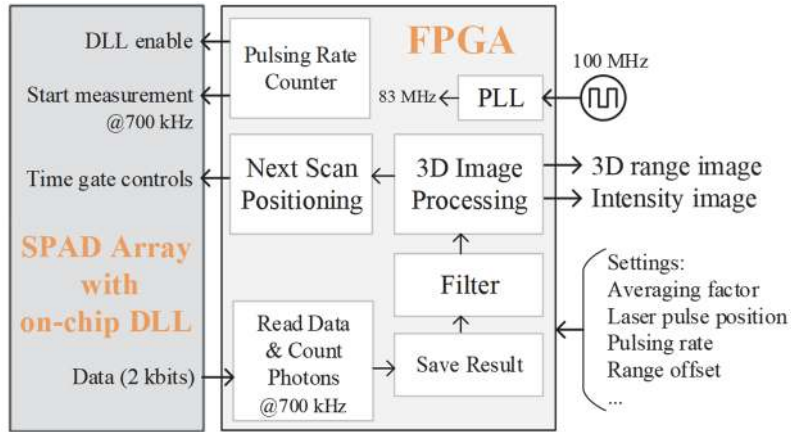 FPGA
DLL enable
Pulsing Rate
Counter
Start measurement
@700 kHz
83 MHz
PLL
100 MHz
Time gate controls
Next Scan
Positioning
3D Image
Processing
3D range image
Intensity image
SPAD Array
with
on-chip DLL
Filter
Settings:
Averaging factor
Laser pulse position
Pulsing rate
Range offset
...
Data (2 kbits)
Read Data
& Count
Photons
@700 kHz
Save Result